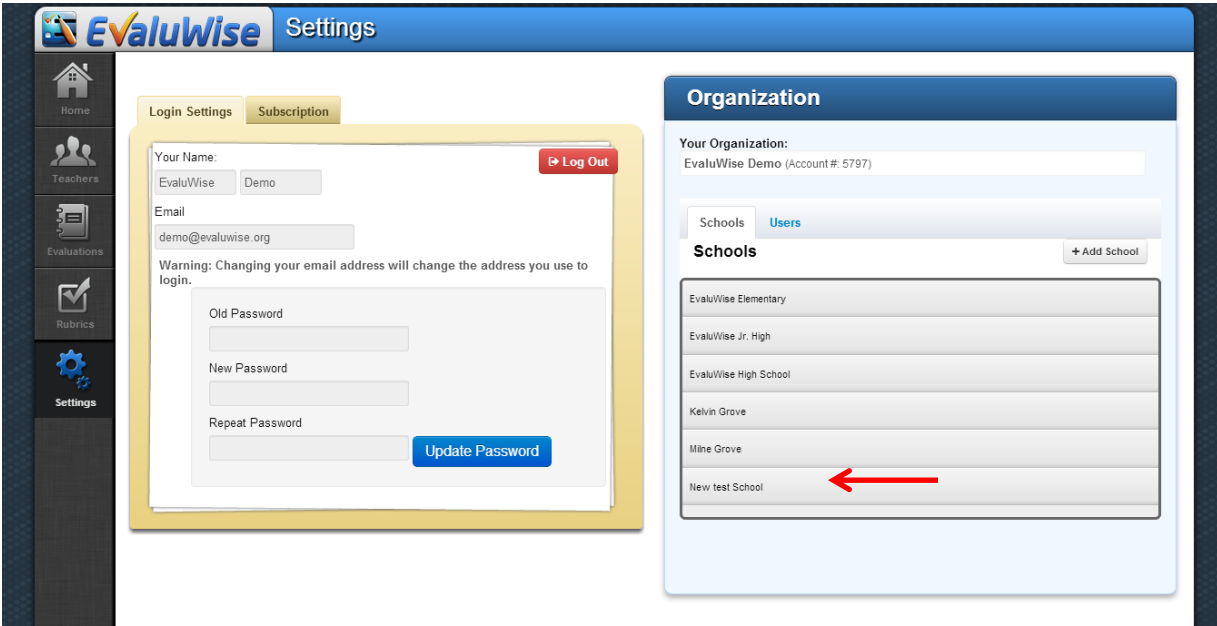 EvaluWise
Settings
Home
Teachers
Evaluations
Rubrics
Settings
Login Settings
Subscription
Your Name:
Log Out
EvaluWise
Demo
Email
demo@evaluwise.org
Warning: Changing your email address will change the address you use to
login.
Old Password
New Password
Repeat Password
Update Password
Organization
Your Organization:
EvaluWise Demo (Account #: 5797)
Schools
Users
Schools
+ Add School
EvaluWise Elementary
EvaluWise Jr. High
EvaluWise High School
Kelvin Grove
Milne Grove
New test School